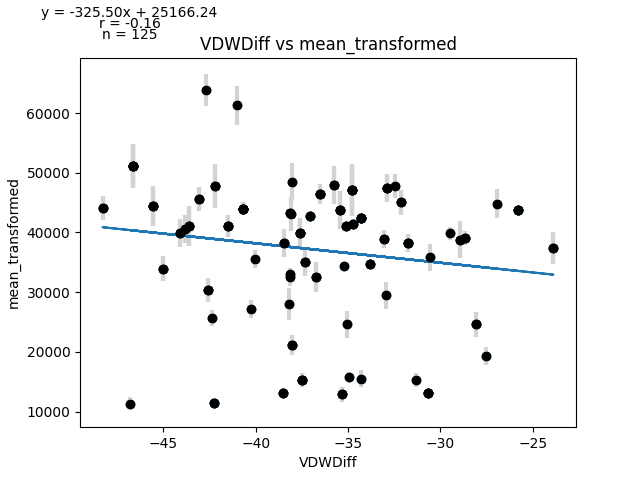 y = -325.50x + 25166.24
r = -0.16
n = 125
VDWDiff vs mean_transformed
60000
50000
40000
30000
20000
10000
mean_transformed
−45
−40
−35
−30
−25
VDWDiff